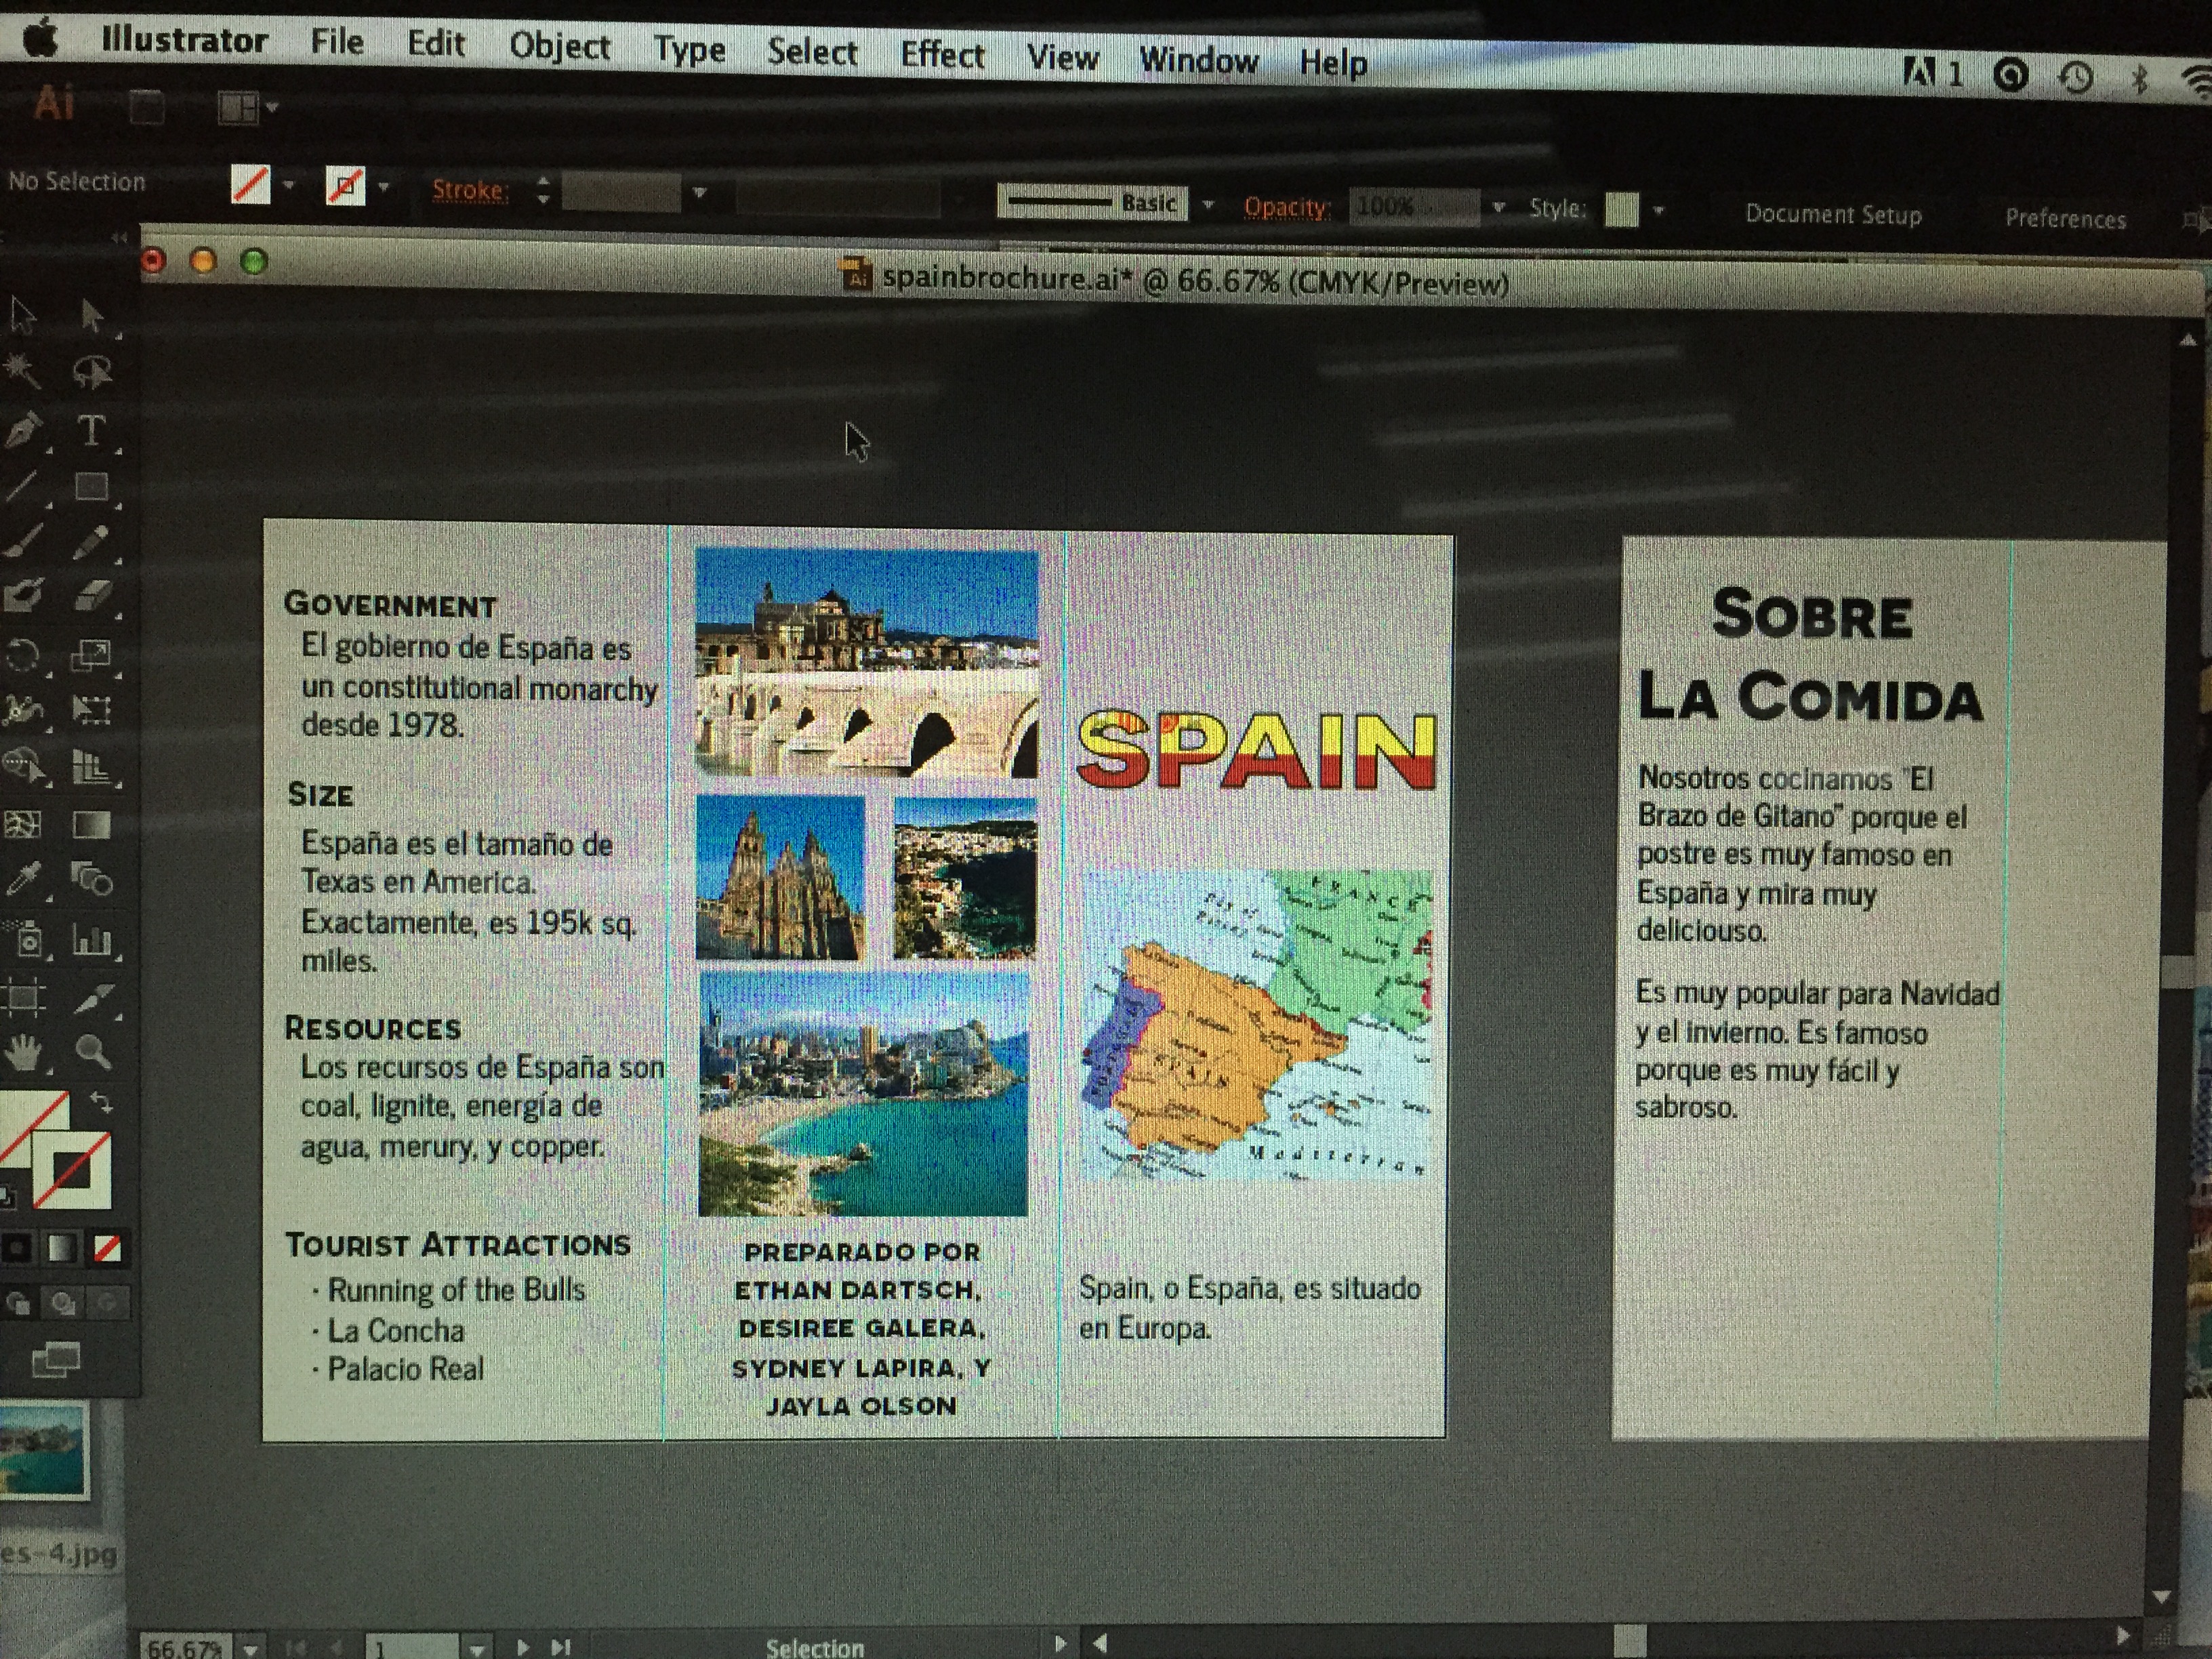 Illustrator File Edit Object Type Select Effect View Window Help
1
Ai
No Selection
Stroke:
Basic
Opacity: 100%
Style:
Document Setup
Preferences
spainbrochure.ai* @ 66.67% (CMYK/Preview)
GOVERNMENT
El gobierno de España es
un constitutional monarchy
desde 1978.
SIZE
España es el tamaño de
Texas en America.
Exactamente, es 195k sq.
miles.
RESOURCES
Los recursos de España son
coal, lignite, energía de
agua, merury, y copper.
TOURIST ATTRACTIONS
· Running of the Bulls
· La Concha
· Palacio Real
PREPARADO POR
ETHAN DARTSCH,
DESIREE GALERA,
SYDNEY LAPIRA, Y
JAYLA OLSON
SPAIN
FRANCE
Bay of
PORTUGAL
SPAIN
Mediterran
Spain, o España, es situado
en Europa.
SOBRE
LA COMIDA
Nosotros cocinamos "El
Brazo de Gitano" porque el
postre es muy famoso en
España y mira muy
deliciouso.
Es muy popular para Navidad
y el invierno. Es famoso
porque es muy fácil y
sabroso.
es-4.jpg
66.67%
1
Selection